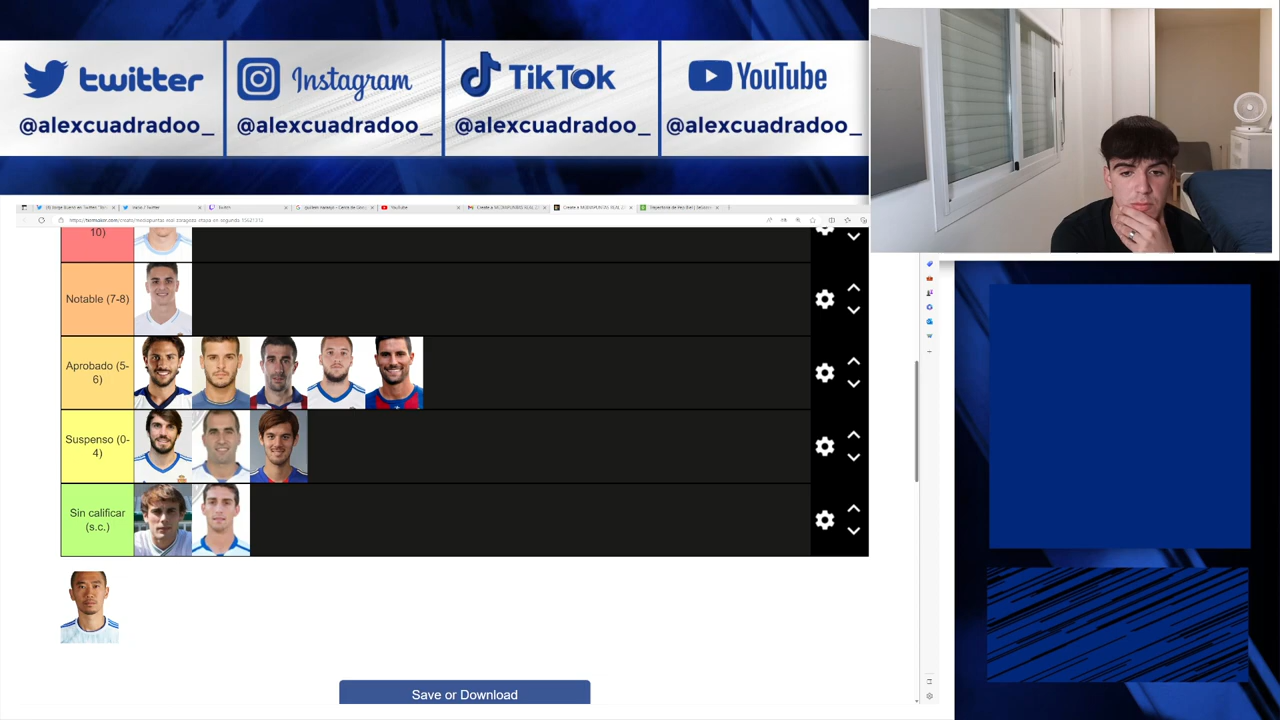 twitter
Instagram
TikTok
YouTube
@alexcuadradoo_
@alexcuadradoo_
@alexcuadradoo_
@alexcuadradoo_
10)
Notable (7-8)
Aprobado (5-
6)
Suspenso (0-
4)
Sin calificar
(s.c.)
Save or Download